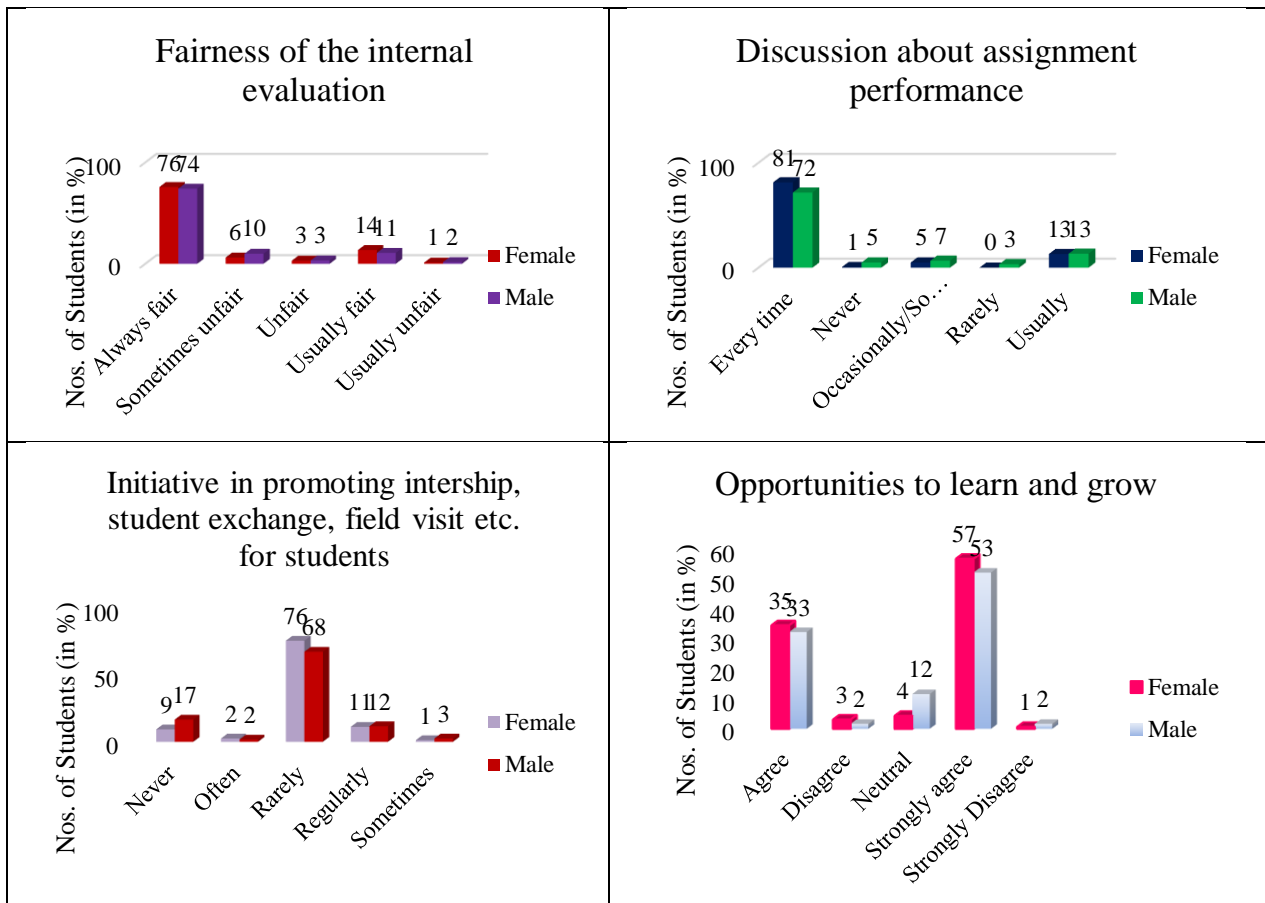 Fairness of the internal
evaluation
Nos. of Students (in %)
100
0
76 74
6 10
3 3
14 11
1 2
Always fair
Sometimes unfair
Unfair
Usually fair
Usually unfair
Female
Male
Discussion about assignment
performance
Nos. of Students (in %)
100
0
81 72
1 5
5 7
0 3
13 13
Every time
Never
Occasionally/So…
Rarely
Usually
Female
Male
Initiative in promoting intership,
student exchange, field visit etc.
for students
Nos. of Students (in %)
100
50
0
9 17
2 2
76 68
11 12
1 3
Never
Often
Rarely
Regularly
Sometimes
Female
Male
Opportunities to learn and grow
Nos. of Students (in %)
60
50
40
30
20
10
0
35 33
3 2
4 12
57 53
1 2
Agree
Disagree
Neutral
Strongly agree
Strongly Disagree
Female
Male